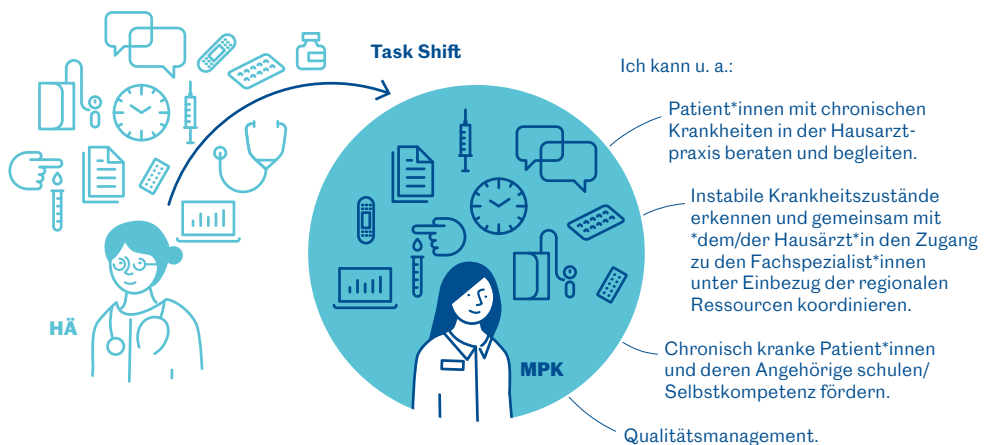 Task Shift
HÄ
MPK
Ich kann u. a.:
Patient*innen mit chronischen
Krankheiten in der Hausarzt-
praxis beraten und begleiten.
Instabile Krankheitszustände
erkennen und gemeinsam mit
*dem/der Hausärzt*in den Zugang
zu den Fachspezialist*innen
unter Einbezug der regionalen
Ressourcen koordinieren.
Chronisch kranke Patient*innen
und deren Angehörige schulen/
Selbstkompetenz fördern.
Qualitätsmanagement.